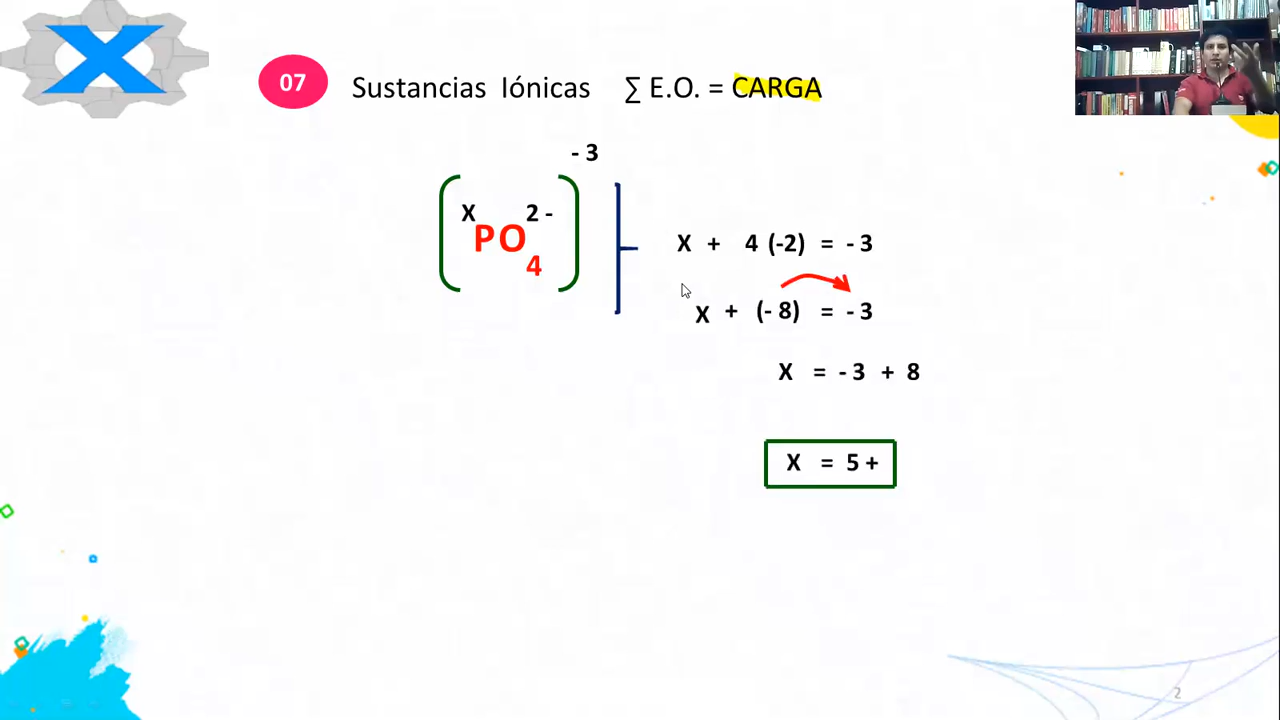 07 Sustancias Iónicas ∑ E.O. = CARGA
- 3
X 2 -
PO
4
X + 4 (-2) = - 3
X + (- 8) = - 3
X = - 3 + 8
X = 5 +
2